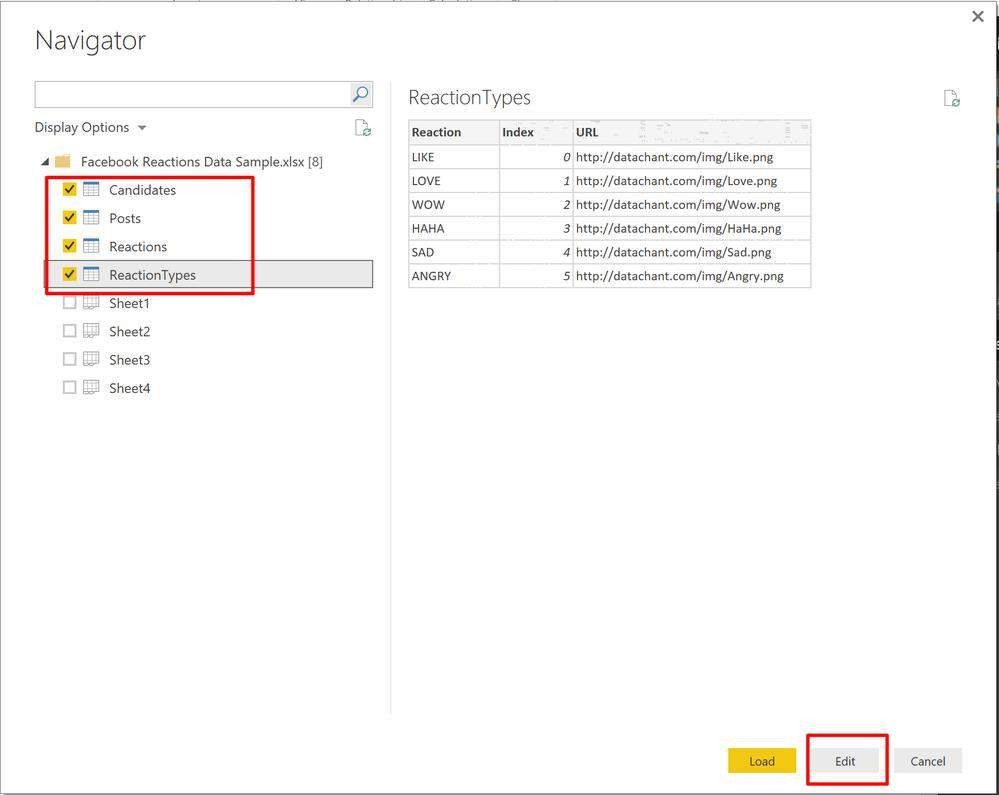 Navigator
Display Options
Facebook Reactions Data Sample.xlsx [8]
Candidates
Posts
Reactions
ReactionTypes
Sheet1
Sheet2
Sheet3
Sheet4
ReactionTypes
Reaction Index URL
LIKE 0 http://datachant.com/img/Like.png
LOVE 1 http://datachant.com/img/Love.png
WOW 2 http://datachant.com/img/Wow.png
HAHA 3 http://datachant.com/img/HaHa.png
SAD 4 http://datachant.com/img/Sad.png
ANGRY 5 http://datachant.com/img/Angry.png
Load Edit Cancel